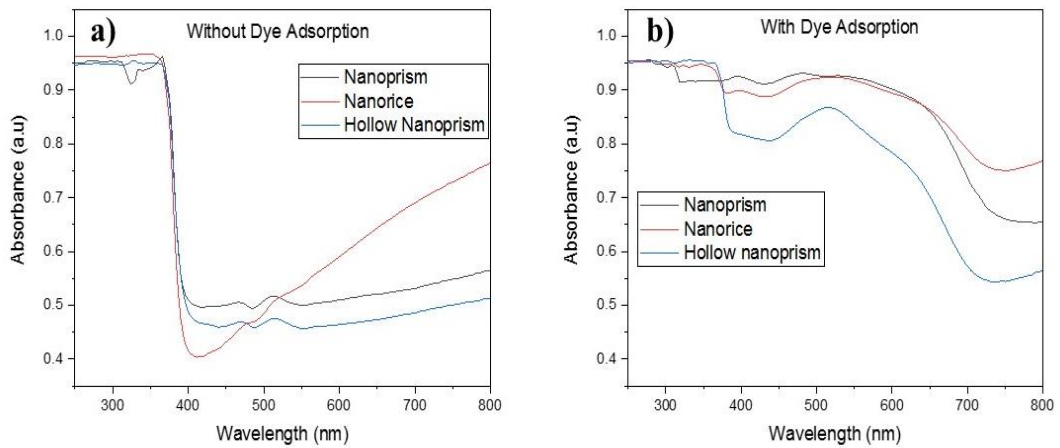 a)
Without Dye Adsorption
Nanoprism
Nanorice
Hollow Nanoprism
Absorbance (a.u)
1.0
0.9
0.8
0.7
0.6
0.5
0.4
300 400 500 600 700 800
Wavelength (nm)
b)
With Dye Adsorption
Nanoprism
Nanorice
Hollow nanoprism
Absorbance (a.u)
1.0
0.9
0.8
0.7
0.6
0.5
0.4
300 400 500 600 700 800
Wavelength (nm)